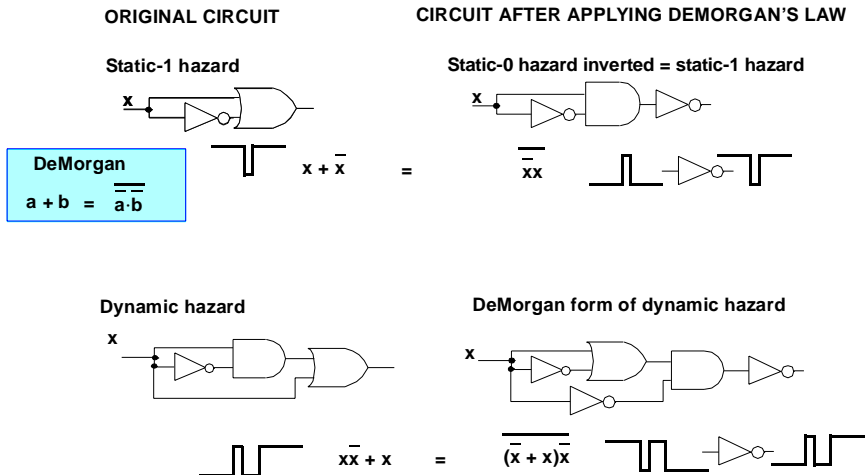 ORIGINAL CIRCUIT
CIRCUIT AFTER APPLYING DEMORGAN’S LAW
Static-1 hazard
Static-0 hazard inverted = static-1 hazard
x
x
DeMorgan
a + b = a̿·b̿
x + x̅ = x̿x̅
Dynamic hazard
DeMorgan form of dynamic hazard
x
x
xx̅ + x = (̅x̅ ̅+̅ ̅x̅)̅x̿